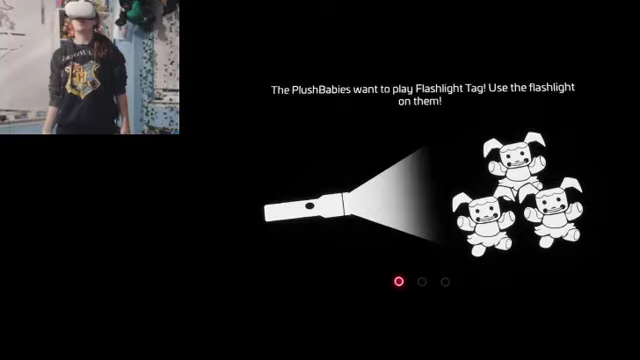 The PlushBabies want to play Flashlight Tag! Use the flashlight
on them!